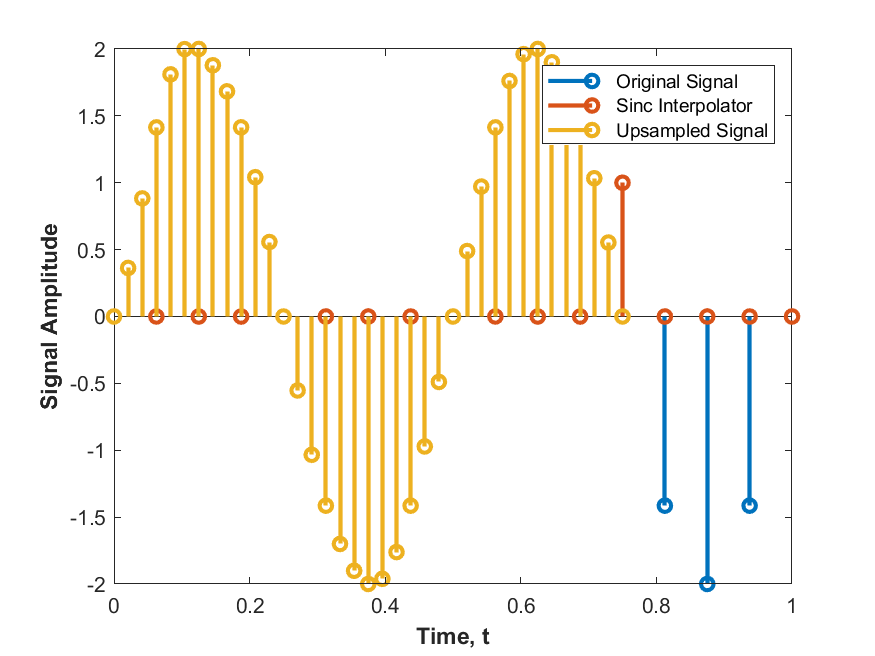 2
1.5
1
0.5
0
-0.5
-1
-1.5
-2
Signal Amplitude
Original Signal
Sinc Interpolator
Upsampled Signal
0 0.2 0.4 0.6 0.8 1
Time, t